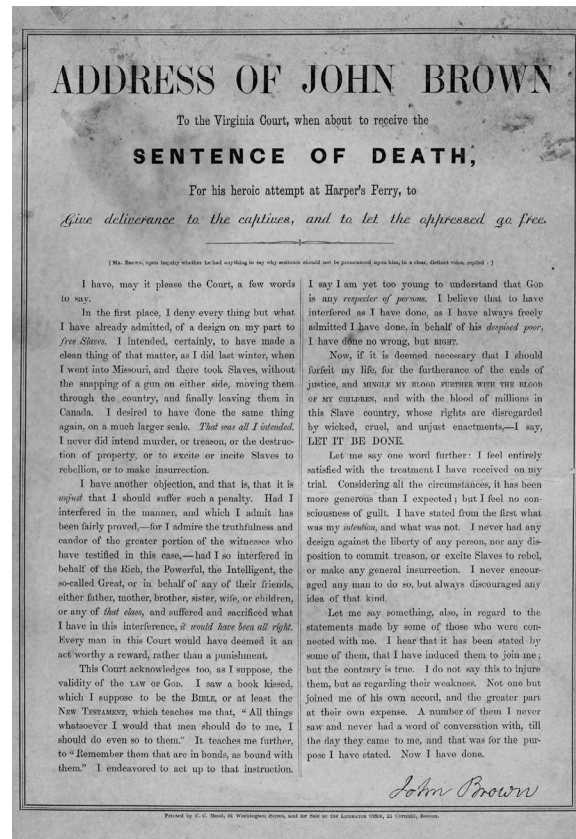 ADDRESS OF JOHN BROWN
To the Virginia Court, when about to receive the
SENTENCE OF DEATH,
For his heroic attempt at Harper's Ferry, to
Give deliverance to the captives, and to let the oppressed go free.
[ Mr. Brown, upon inquiry whether he had anything to say why sentence should not be pronounced upon him, in a clear, distinct voice, replied : ]
I have, may it please the Court, a few words
to say.
In the first place, I deny every thing but what
I have already admitted, of a design on my part to
free Slaves. I intended, certainly, to have made a
clean thing of that matter, as I did last winter, when
I went into Missouri, and there took Slaves, without
the snapping of a gun on either side, moving them
through the country, and finally leaving them in
Canada. I desired to have done the same thing
again, on a much larger scale. That was all I intended.
I never did intend murder, or treason, or the destruc-
tion of property, or to excite or incite Slaves to
rebellion, or to make insurrection.
I have another objection, and that is, that it is
unjust that I should suffer such a penalty. Had I
interfered in the manner, and which I admit has
been fairly proved,—for I admire the truthfulness and
candor of the greater portion of the witnesses who
have testified in this case,—had I so interfered in
behalf of the Rich, the Powerful, the Intelligent, the
so-called Great, or in behalf of any of their friends,
either father, mother, brother, sister, wife, or children,
or any of that class, and suffered and sacrificed what
I have in this interference, it would have been all right.
Every man in this Court would have deemed it an
act worthy a reward, rather than a punishment.
This Court acknowledges too, as I suppose, the
validity of the LAW OF GOD. I saw a book kissed,
which I suppose to be the BIBLE, or at least the
NEW TESTAMENT, which teaches me that, "All things
whatsoever I would that men should do to me, I
should do even so to them." It teaches me further,
to "Remember them that are in bonds, as bound with
them." I endeavored to act up to that instruction.
I say I am yet too young to understand that GOD
is any respecter of persons. I believe that to have
interfered as I have done, as I have always freely
admitted I have done, in behalf of his despised poor,
I have done no wrong, but RIGHT.
Now, if it is deemed necessary that I should
forfeit my life, for the furtherance of the ends of
justice, and MINGLE MY BLOOD FURTHER WITH THE BLOOD
OF MY CHILDREN, and with the blood of millions in
this Slave country, whose rights are disregarded
by wicked, cruel, and unjust enactments,—I say,
LET IT BE DONE.
Let me say one word further: I feel entirely
satisfied with the treatment I have received on my
trial. Considering all the circumstances, it has been
more generous than I expected; but I feel no con-
sciousness of guilt. I have stated from the first what
was my intention, and what was not. I never had any
design against the liberty of any person, nor any dis-
position to commit treason, or excite Slaves to rebel,
or make any general insurrection. I never encour-
aged any man to do so, but always discouraged any
idea of that kind.
Let me say something, also, in regard to the
statements made by some of those who were con-
nected with me. I hear that it has been stated by
some of them, that I have induced them to join me;
but the contrary is true. I do not say this to injure
them, but as regarding their weakness. Not one but
joined me of his own accord, and the greater part
at their own expense. A number of them I never
saw and never had a word of conversation with, till
the day they came to me, and that was for the pur-
pose I have stated. Now I have done.
John Brown
Printed by C. C. Mead, 91 Washington Street, and for Sale at the LIBERATOR Office, 21 Cornhill, Boston.